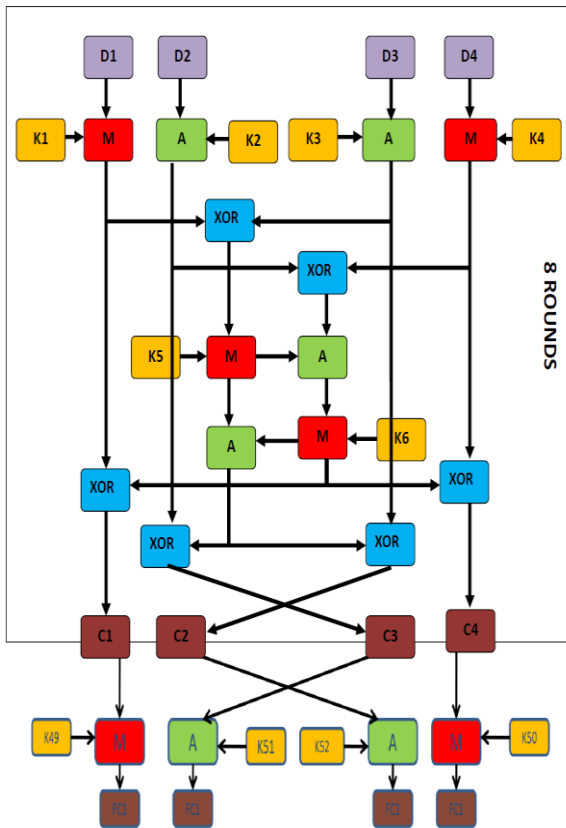 D1 D2 D3 D4
K1 M A K2 K3 A M K4
XOR
XOR
8 ROUNDS
K5 M A
A M K6
XOR XOR
XOR XOR
C1 C2 C3 C4
K49 M A K51 K52 A M K50
FC1 FC1 FC1 FC1